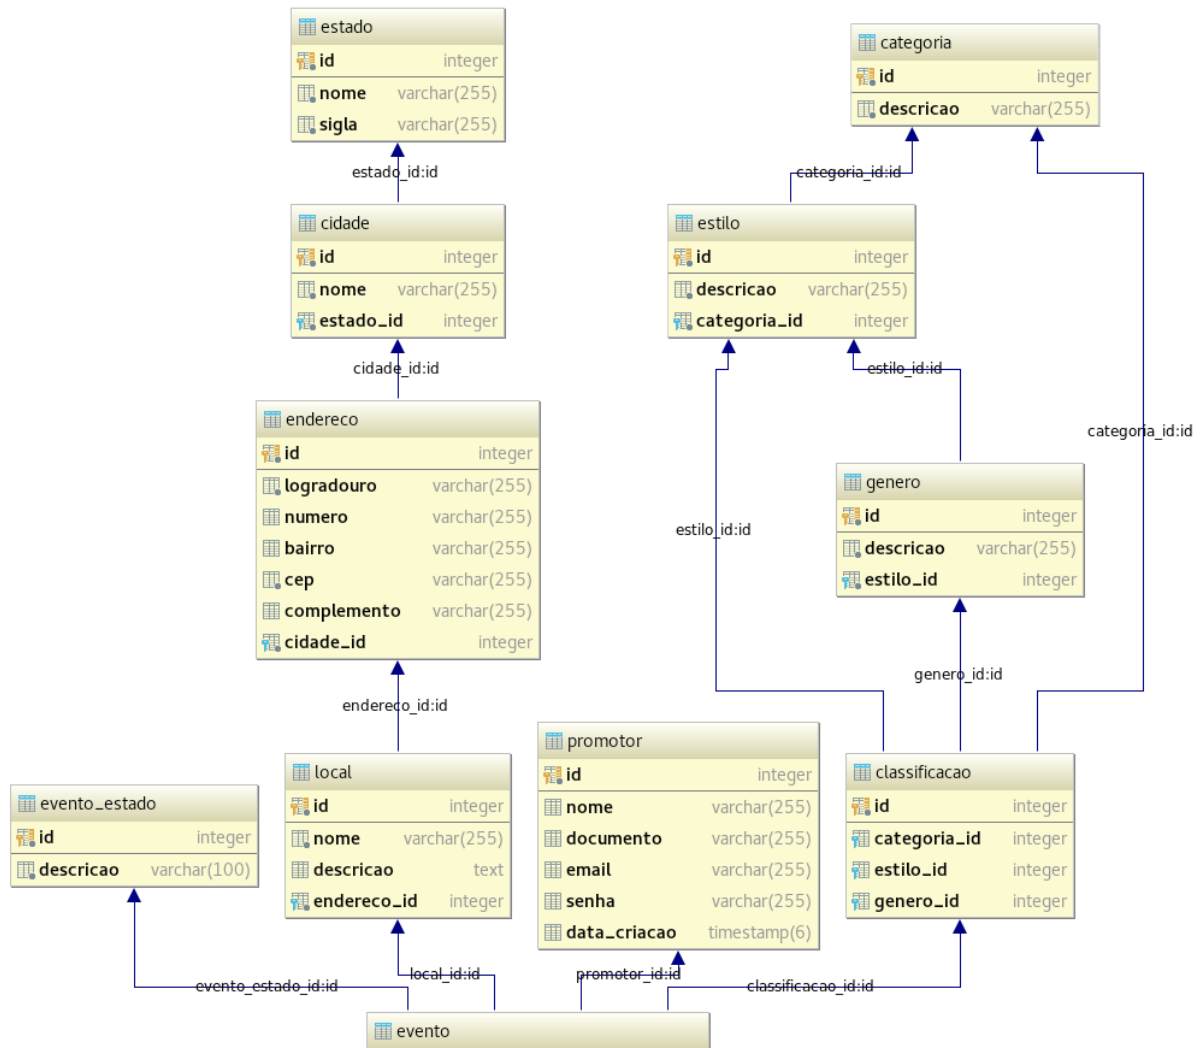 estado
id integer
nome varchar(255)
sigla varchar(255)
estado_id:id
cidade
id integer
nome varchar(255)
estado_id integer
cidade_id:id
endereco
id integer
logradouro varchar(255)
numero varchar(255)
bairro varchar(255)
cep varchar(255)
complemento varchar(255)
cidade_id integer
endereco_id:id
local
id integer
nome varchar(255)
descricao text
endereco_id integer
evento_estado
id integer
descricao varchar(100)
promotor
id integer
nome varchar(255)
documento varchar(255)
email varchar(255)
senha varchar(255)
data_criacao timestamp(6)
categoria
id integer
descricao varchar(255)
categoria_id:id
estilo
id integer
descricao varchar(255)
categoria_id integer
estilo_id:id
categoria_id:id
genero
id integer
descricao varchar(255)
estilo_id integer
estilo_id:id
genero_id:id
classificacao
id integer
categoria_id integer
estilo_id integer
genero_id integer
evento_estado_id:id
local_id:id
promotor_id:id
classificacao_id:id
evento